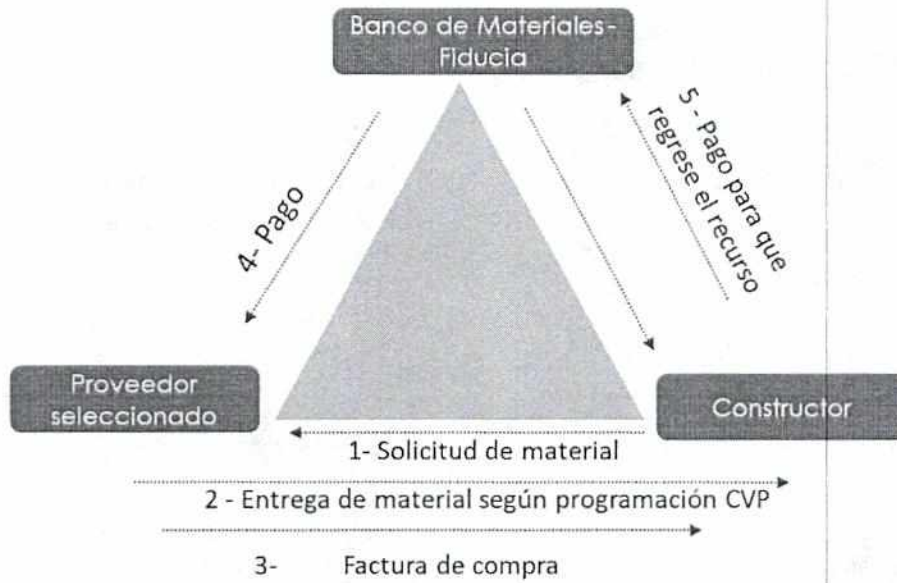 Banco de Materiales-
Fiducia
4- Pago
5 - Pago para que
regrese el recurso
Proveedor
seleccionado
Constructor
1- Solicitud de material
2 - Entrega de material según programación CVP
3- Factura de compra